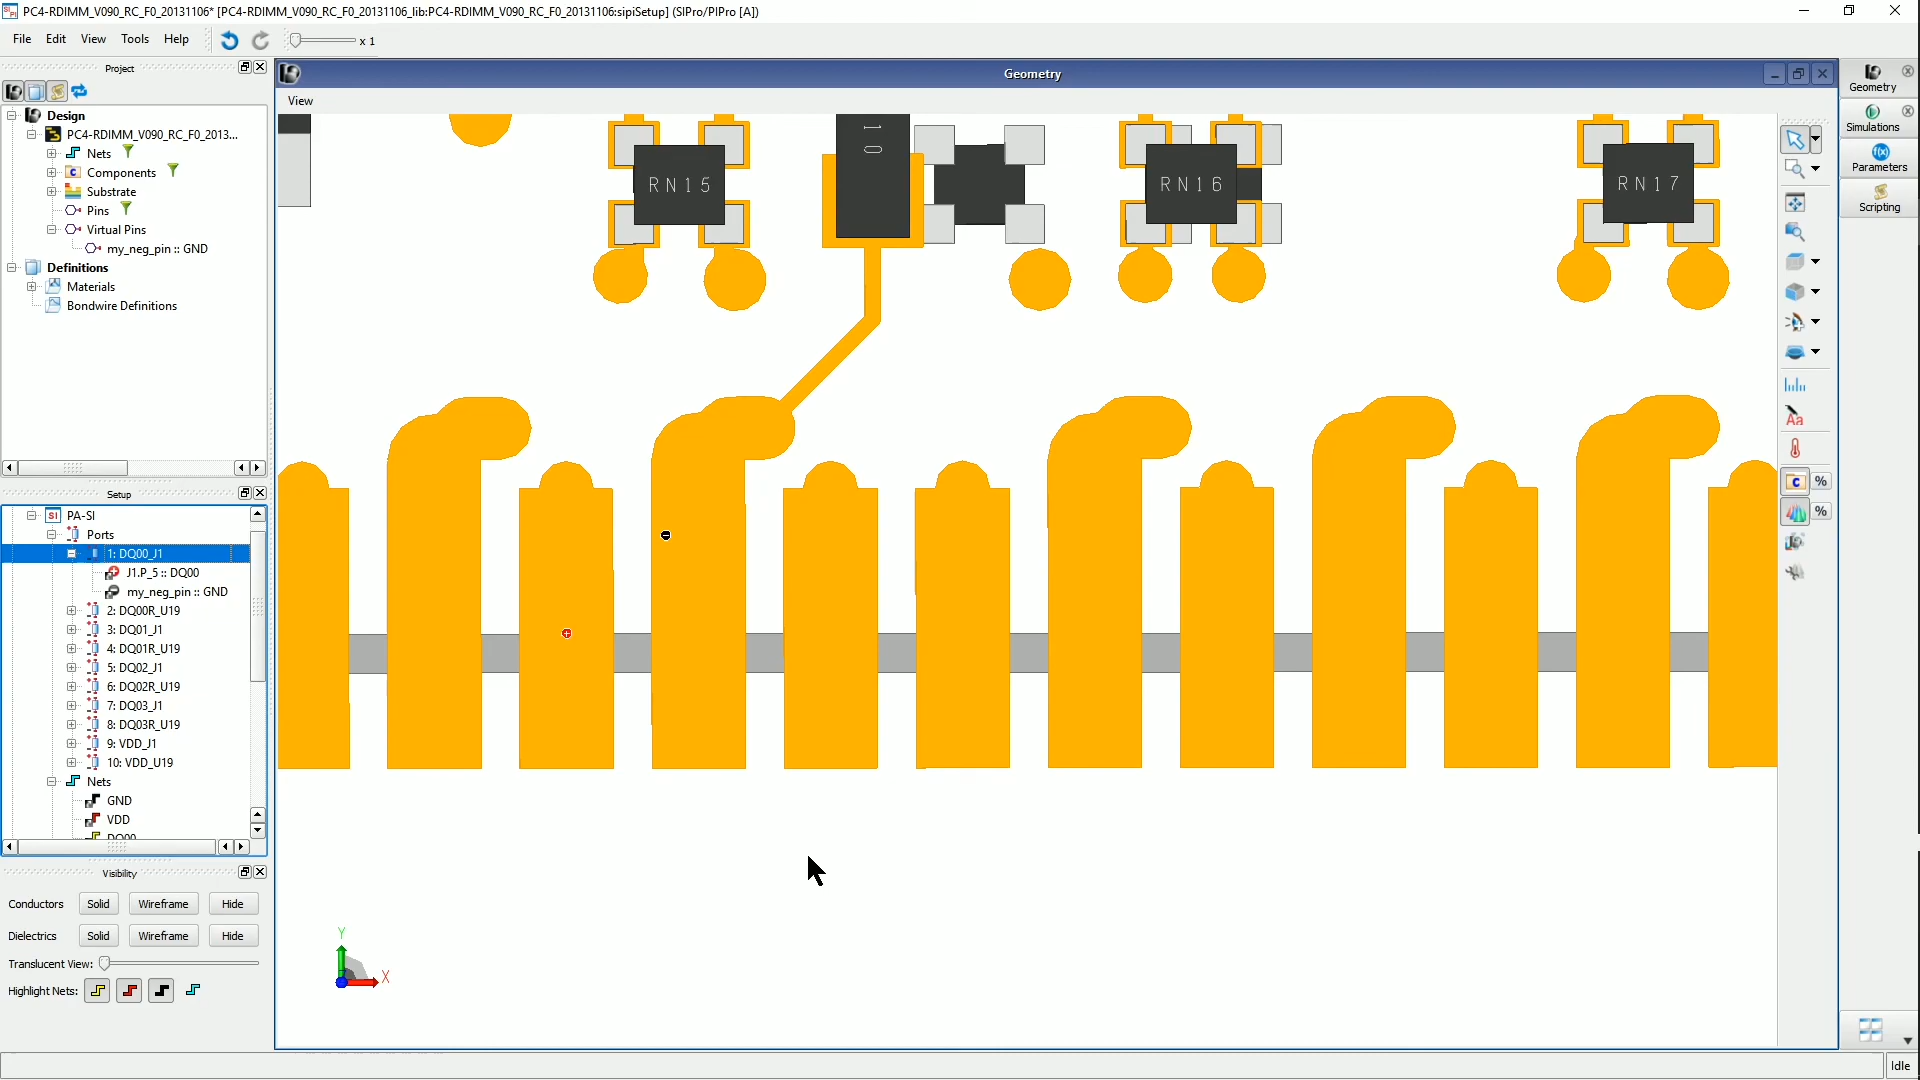 PC4-RDIMM_V090_RC_F0_20131106* [PC4-RDIMM_V090_RC_F0_20131106_lib:PC4-RDIMM_V090_RC_F0_20131106:sipiSetup] (SIPro/PIPro [A])
File Edit View Tools Help x 1
Project
Design
PC4-RDIMM_V090_RC_F0_2013...
Nets
Components
Substrate
Pins
Virtual Pins
my_neg_pin :: GND
Definitions
Materials
Bondwire Definitions
Setup
SI PA-SI
Ports
1: DQ00_J1
J1.P_5 :: DQ00
my_neg_pin :: GND
2: DQ00R_U19
3: DQ01_J1
4: DQ01R_U19
5: DQ02_J1
6: DQ02R_U19
7: DQ03_J1
8: DQ03R_U19
9: VDD_J1
10: VDD_U19
Nets
GND
VDD
DQ00
Visibility
Conductors Solid Wireframe Hide
Dielectrics Solid Wireframe Hide
Translucent View:
Highlight Nets:
Geometry
View
RN15
10
RN16
RN17
Y
X
Aa
C %
%
Geometry
Simulations
f(x)
Parameters
Scripting
Idle